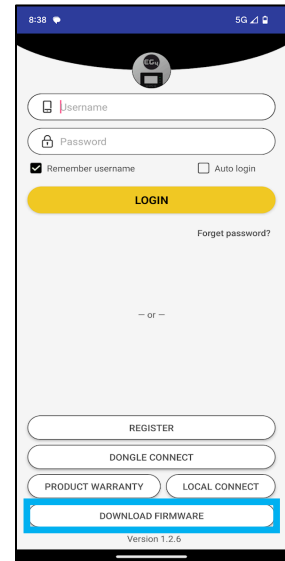 8:38 5G
EG4
Username
Password
Remember username Auto login
LOGIN
Forget password?
— or —
REGISTER
DONGLE CONNECT
PRODUCT WARRANTY LOCAL CONNECT
DOWNLOAD FIRMWARE
Version 1.2.6